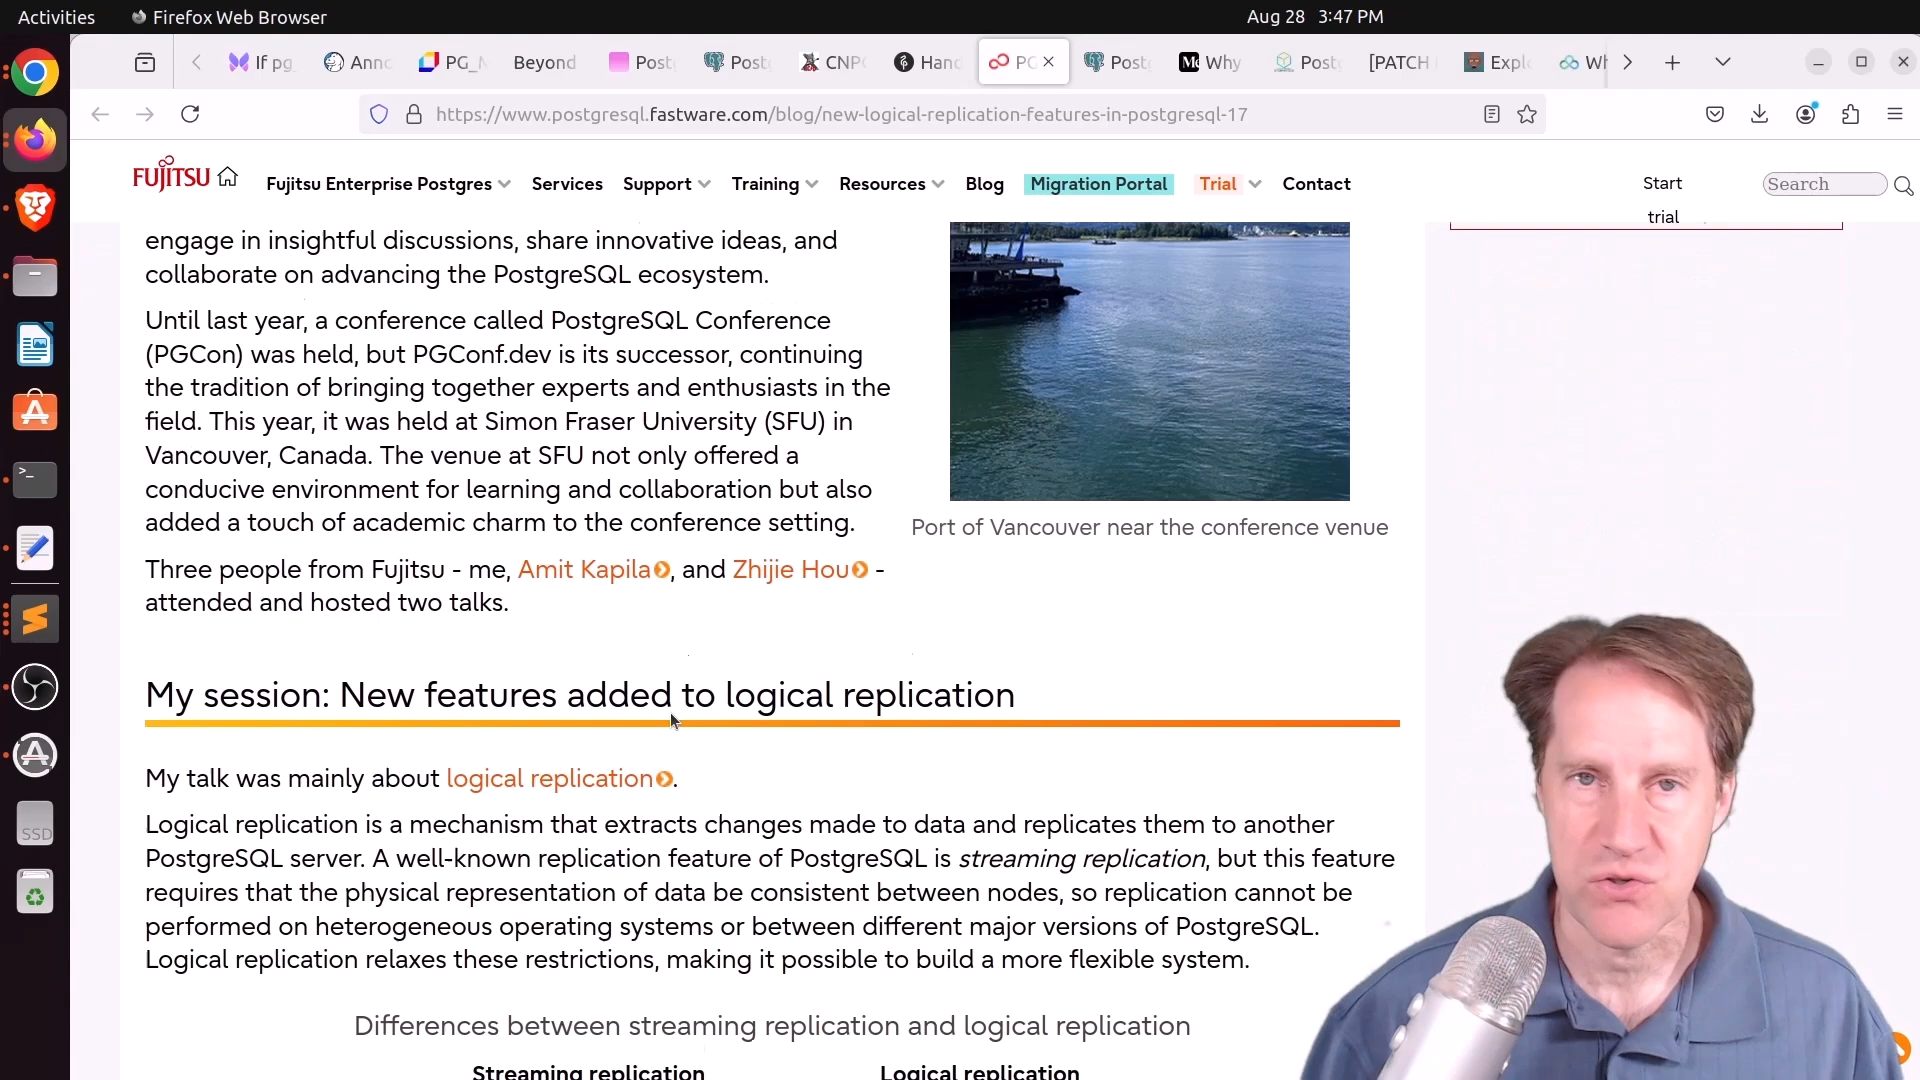 Activities
Firefox Web Browser
Aug 28 3:47 PM
If pg
Anno
PG_
Beyond
Post
Post
CNPG
Hand
PG
Post
Me
Why
Post
[PATCH
Expl
Wh
https://www.postgresql.fastware.com/blog/new-logical-replication-features-in-postgresql-17
FUJITSU
Fujitsu Enterprise Postgres
Services
Support
Training
Resources
Blog
Migration Portal
Trial
Contact
Start
trial
Search
engage in insightful discussions, share innovative ideas, and
collaborate on advancing the PostgreSQL ecosystem.
Until last year, a conference called PostgreSQL Conference
(PGCon) was held, but PGConf.dev is its successor, continuing
the tradition of bringing together experts and enthusiasts in the
field. This year, it was held at Simon Fraser University (SFU) in
Vancouver, Canada. The venue at SFU not only offered a
conducive environment for learning and collaboration but also
added a touch of academic charm to the conference setting.
Port of Vancouver near the conference venue
Three people from Fujitsu - me, Amit Kapila, and Zhijie Hou -
attended and hosted two talks.
My session: New features added to logical replication
My talk was mainly about logical replication.
Logical replication is a mechanism that extracts changes made to data and replicates them to another
PostgreSQL server. A well-known replication feature of PostgreSQL is streaming replication, but this feature
requires that the physical representation of data be consistent between nodes, so replication cannot be
performed on heterogeneous operating systems or between different major versions of PostgreSQL.
Logical replication relaxes these restrictions, making it possible to build a more flexible system.
Differences between streaming replication and logical replication
Streaming replication
Logical replication
SSD